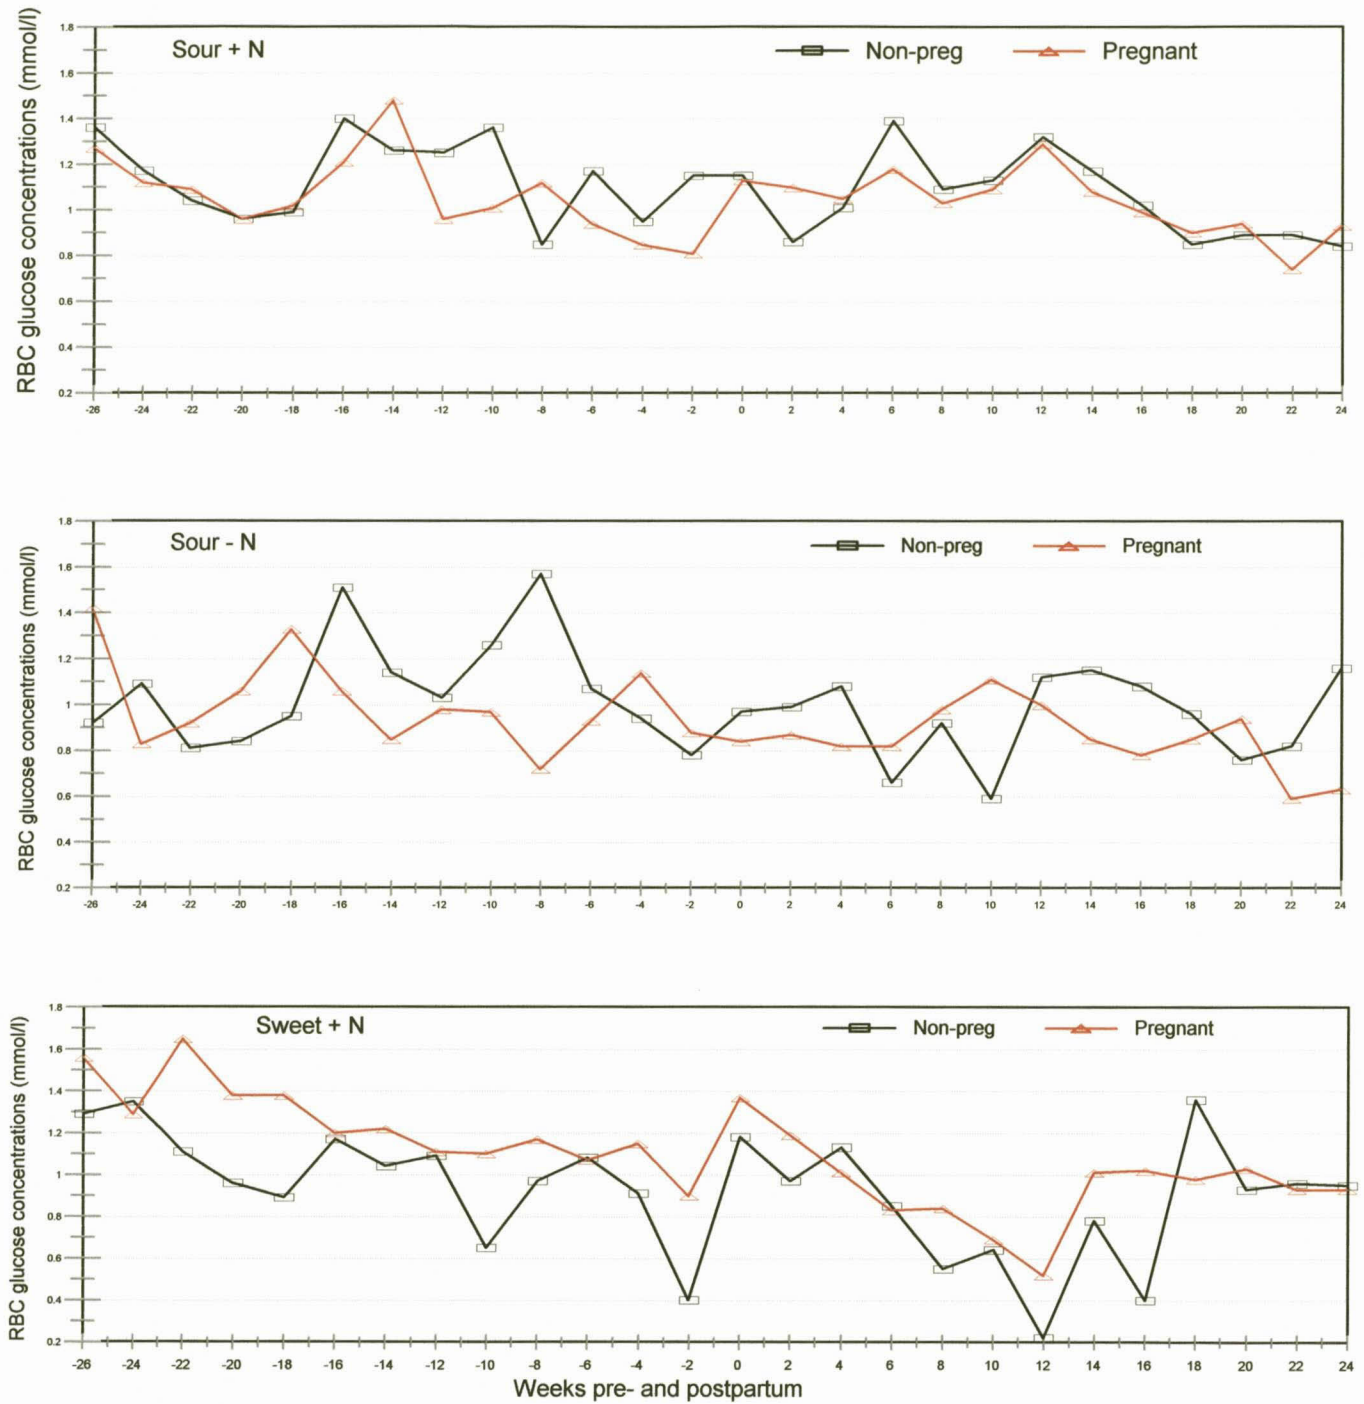 RBC glucose concentrations (mmol/l)
Sour + N
Non-preg
Pregnant
1.8
1.6
1.4
1.2
1
0.8
0.6
0.4
0.2
-26 -24 -22 -20 -18 -16 -14 -12 -10 -8 -6 -4 -2 0 2 4 6 8 10 12 14 16 18 20 22 24
RBC glucose concentrations (mmol/l)
Sour - N
Non-preg
Pregnant
1.8
1.6
1.4
1.2
1
0.8
0.6
0.4
0.2
-26 -24 -22 -20 -18 -16 -14 -12 -10 -8 -6 -4 -2 0 2 4 6 8 10 12 14 16 18 20 22 24
RBC glucose concentrations (mmol/l)
Sweet + N
Non-preg
Pregnant
1.8
1.6
1.4
1.2
1
0.8
0.6
0.4
0.2
-26 -24 -22 -20 -18 -16 -14 -12 -10 -8 -6 -4 -2 0 2 4 6 8 10 12 14 16 18 20 22 24
Weeks pre- and postpartum